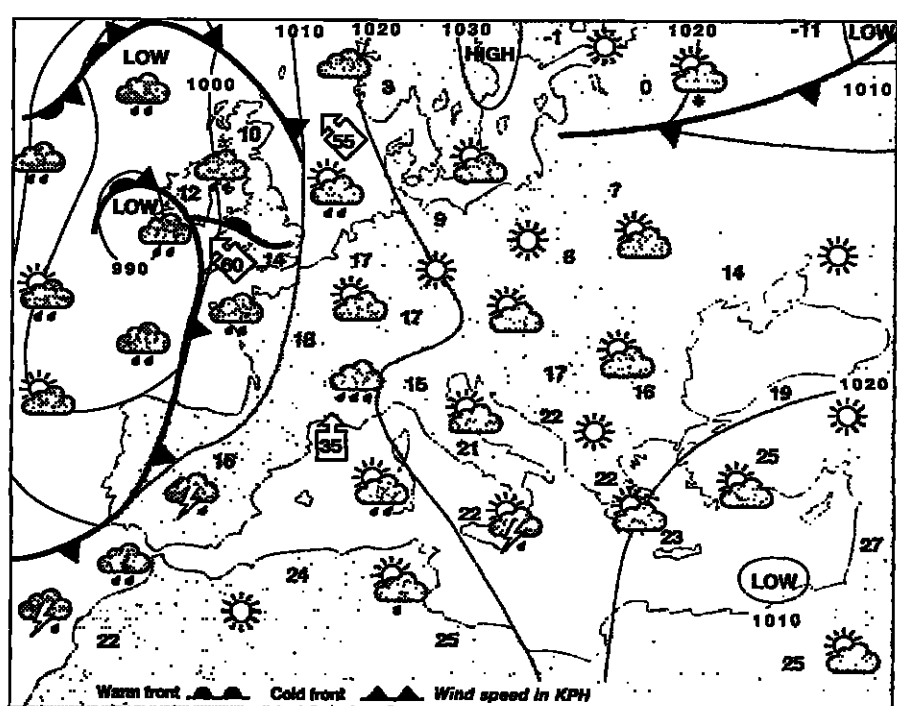 1010 1020 1030 -1 1020 -11 LOW
LOW HIGH
1000 3 0 1010
10 55
12 7
LOW 9
60 14 17 8
990 14
17
18
15 17 16 19 1020
22
35 21
16 25
22 22
23 27
24 LOW
1010
22 25
25
Warm front Cold front Wind speed in KPH